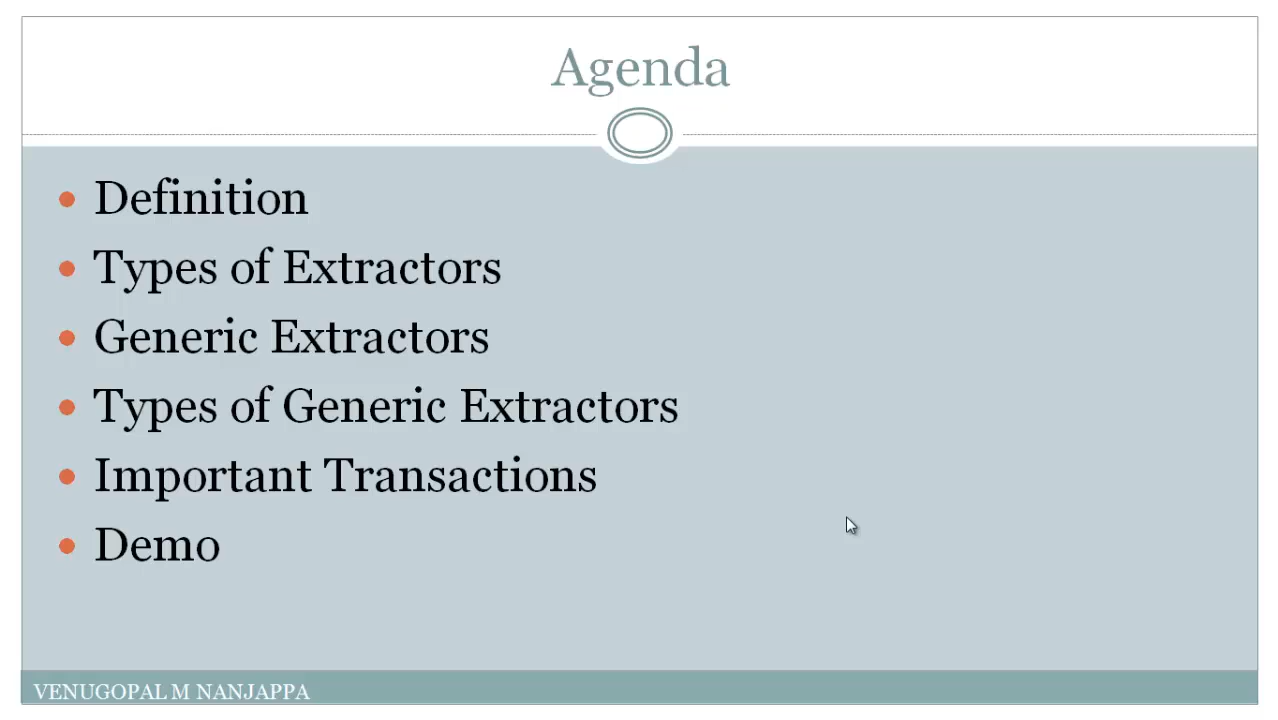 Agenda
Definition
Types of Extractors
Generic Extractors
Types of Generic Extractors
Important Transactions
Demo
VENUGOPAL M NANJAPPA